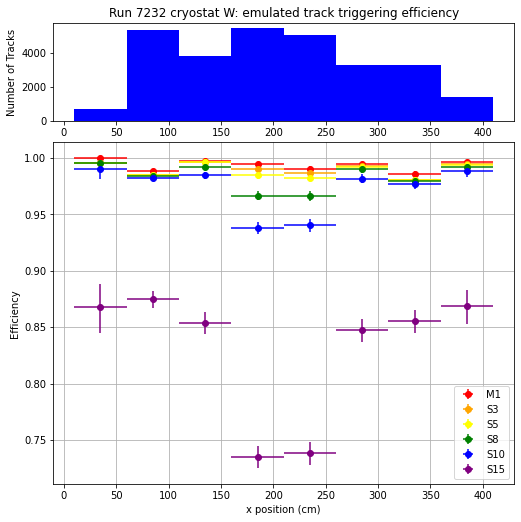 Run 7232 cryostat W: emulated track triggering efficiency
Number of Tracks
4000
2000
0
0 50 100 150 200 250 300 350 400
Efficiency
1.00
0.95
0.90
0.85
0.80
0.75
M1
S3
S5
S8
S10
S15
0 50 100 150 200 250 300 350 400
x position (cm)